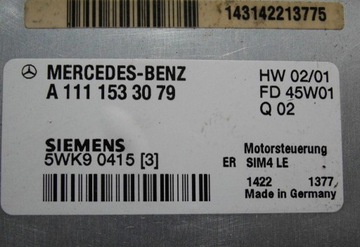 143142213775
MERCEDES-BENZ
HW 02/01
A 111 153 30 79
FD 45W01
Q 02
SIEMENS
Motorsteuerung
5WK9 0415 [3]
ER SIM4 LE
1422 1377
Made in Germany